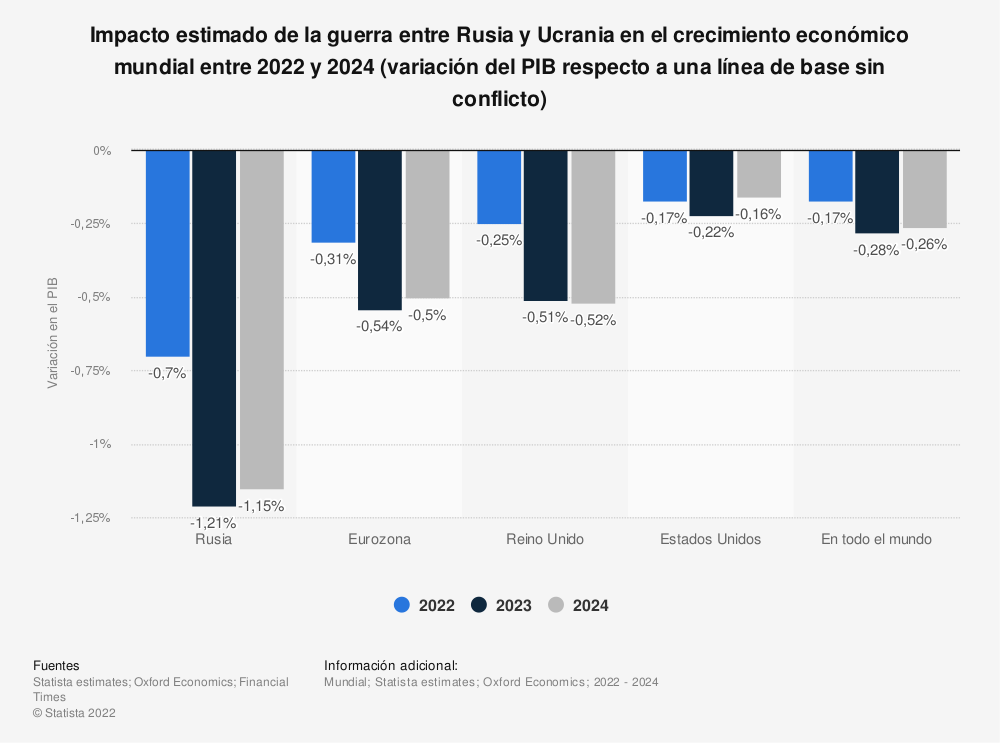 Impacto estimado de la guerra entre Rusia y Ucrania en el crecimiento económico
mundial entre 2022 y 2024 (variación del PIB respecto a una línea de base sin
conflicto)
Variación en el PIB
0%
-0,25%
-0,5%
-0,75%
-1%
-1,25%
-0,7%
-1,21%
-1,15%
-0,31%
-0,54%
-0,5%
-0,25%
-0,51%
-0,52%
-0,17%
-0,22%
-0,16%
-0,17%
-0,28%
-0,26%
Rusia
Eurozona
Reino Unido
Estados Unidos
En todo el mundo
2022
2023
2024
Fuentes
Statista estimates; Oxford Economics; Financial
Times
© Statista 2022
Información adicional:
Mundial; Statista estimates; Oxford Economics; 2022 - 2024